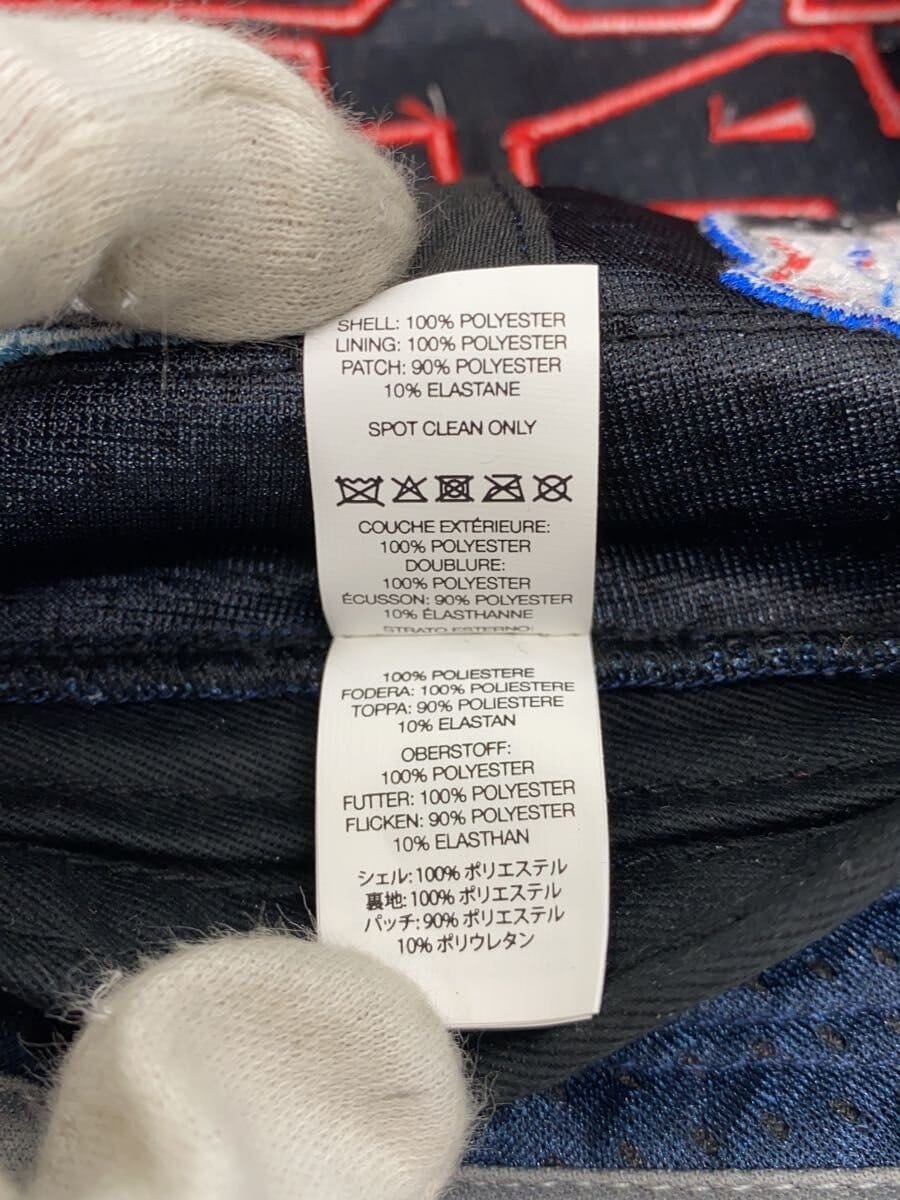 SHELL: 100% POLYESTER
LINING: 100% POLYESTER
PATCH: 90% POLYESTER
10% ELASTANE
SPOT CLEAN ONLY
COUCHE EXTÉRIEURE:
100% POLYESTER
DOUBLURE:
100% POLYESTER
ÉCUSSON: 90% POLYESTER
10% ÉLASTHANNE
STRATO ESTERNO:
100% POLIESTERE
FODERA: 100% POLIESTERE
TOPPA: 90% POLIESTERE
10% ELASTAN
OBERSTOFF:
100% POLYESTER
FUTTER: 100% POLYESTER
FLICKEN: 90% POLYESTER
10% ELASTHAN
シェル: 100% ポリエステル
裏地: 100% ポリエステル
パッチ: 90% ポリエステル
10% ポリウレタン